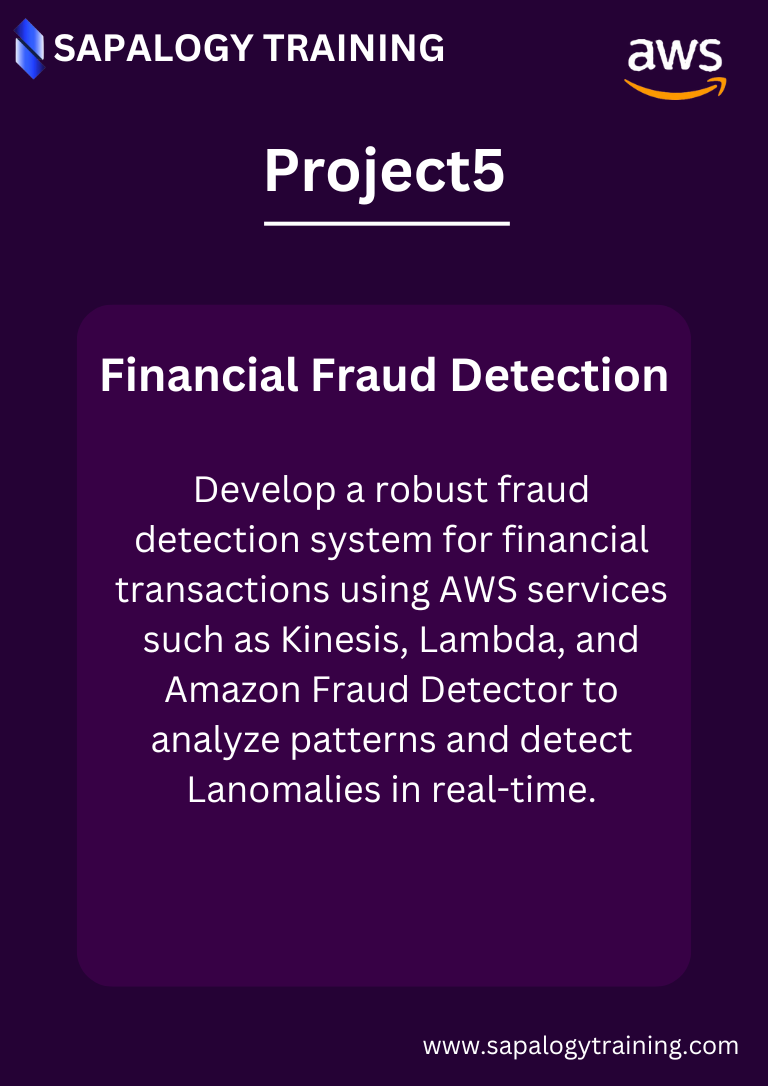 SAPALOGY TRAINING
aws
Project5
Financial Fraud Detection
Develop a robust fraud
detection system for financial
transactions using AWS services
such as Kinesis, Lambda, and
Amazon Fraud Detector to
analyze patterns and detect
Lanomalies in real-time.
www.sapalogytraining.com